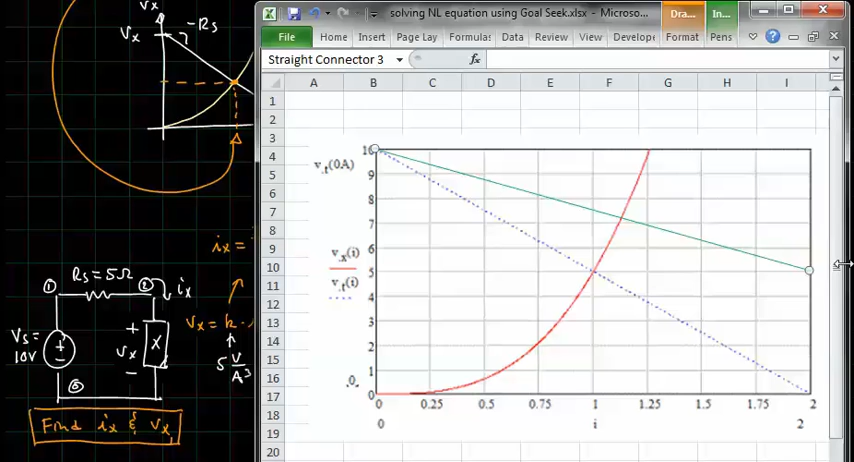 solving NL equation using Goal Seek.xlsx - Microso...
Dra...
In...
File
Home
Insert
Page Lay
Formulas
Data
Review
View
Develope
Format
Pens
Straight Connector 3
fx
A B C D E F G H I
1
2
3
4
5
6
7
8
9
10
11
12
13
14
15
16
17
18
19
20
10
9
8
7
6
5
4
3
2
1
0
v.t(0A)
v.x(i)
v.t(i)
.0.
0 0.25 0.5 0.75 1 1.25 1.5 1.75 2
0 i 2
Vx
Vx
-Rs
ix =
Rs = 5Ω
①
②
ix
Vs =
10V
+
-
+
Vx
-
X
Vx = k.
5 V/A³
⓪
Find ix & Vx